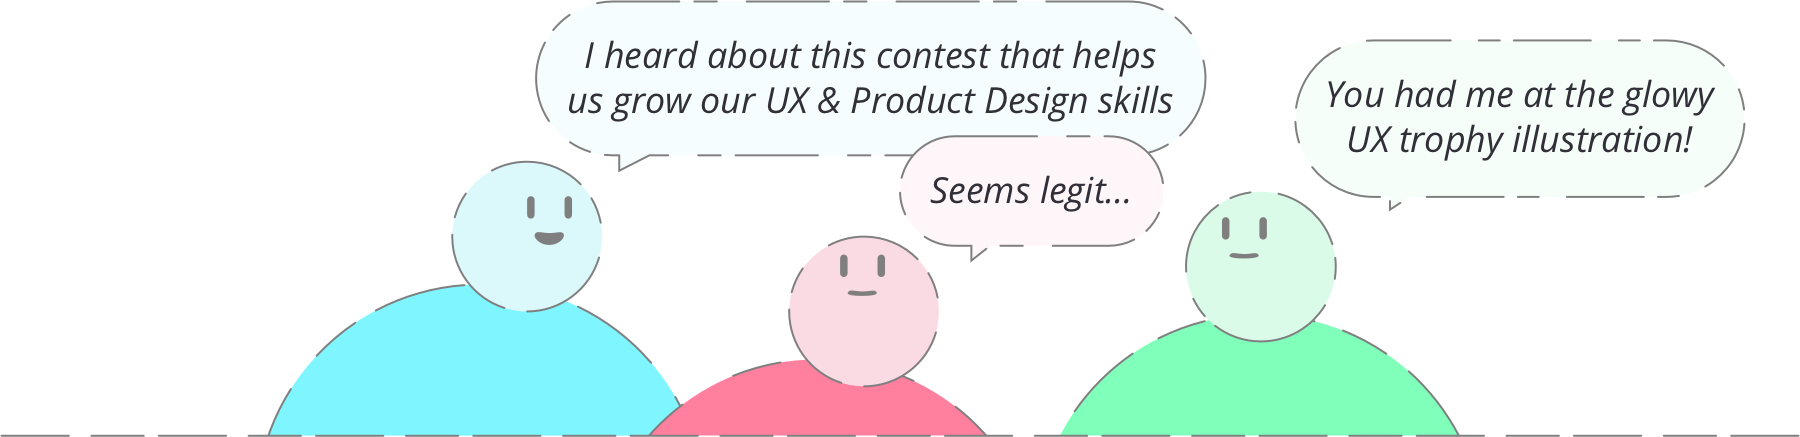 I heard about this contest that helps
us grow our UX & Product Design skills
Seems legit...
You had me at the glowy
UX trophy illustration!